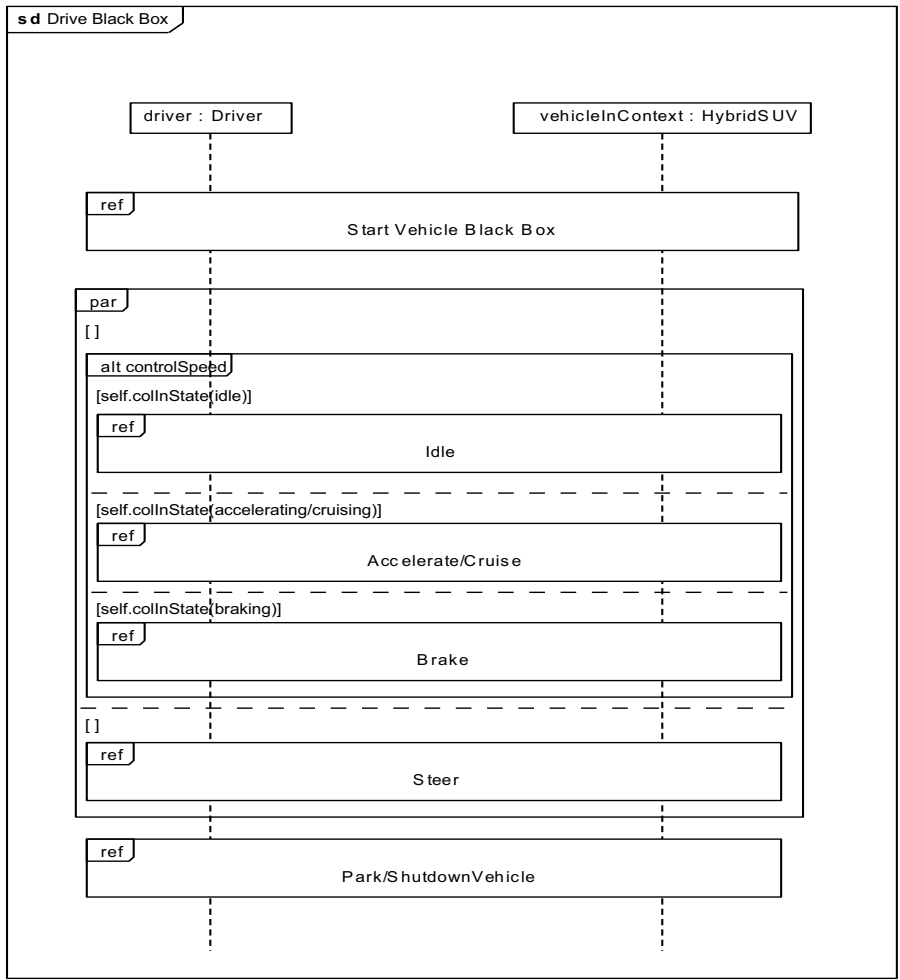 sd Drive Black Box
driver : Driver
vehicleInContext : HybridSUV
ref
Start Vehicle Black Box
par
[ ]
alt controlSpeed
[self.colInState(idle)]
ref
Idle
[self.colInState(accelerating/cruising)]
ref
Accelerate/Cruise
[self.colInState(braking)]
ref
Brake
[ ]
ref
Steer
ref
Park/ShutdownVehicle